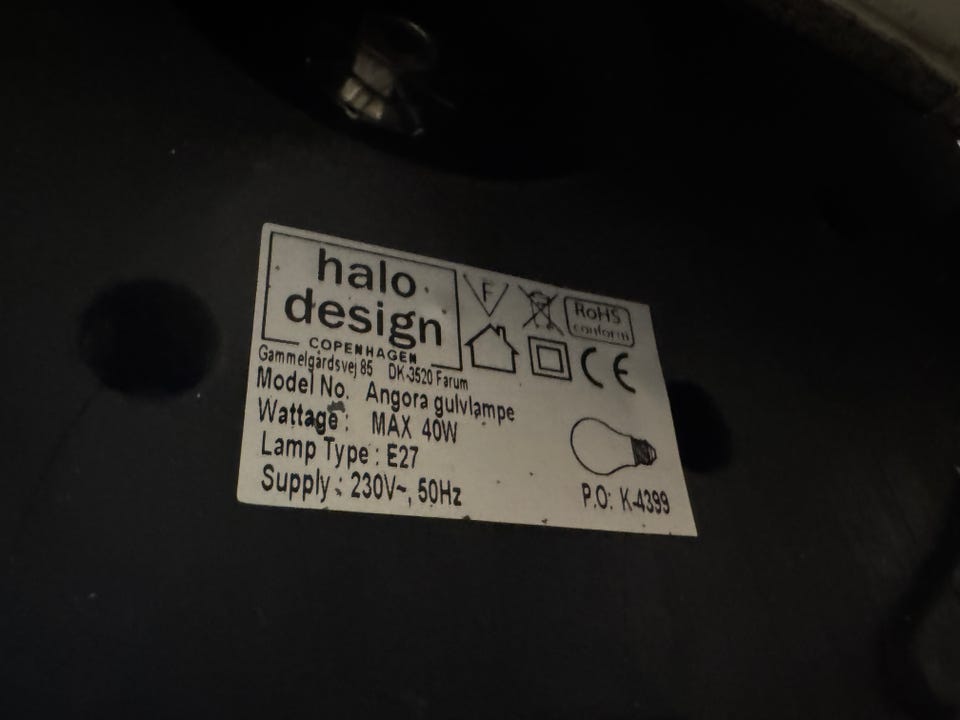 halo
design
COPENHAGEN
F
RoHS
conform
CE
Gammelgårdsvej 85 DK-3520 Farum
Model No. Angora gulvlampe
Wattage: MAX 40W
Lamp Type : E27
Supply : 230V~, 50Hz
P.O: K-4399